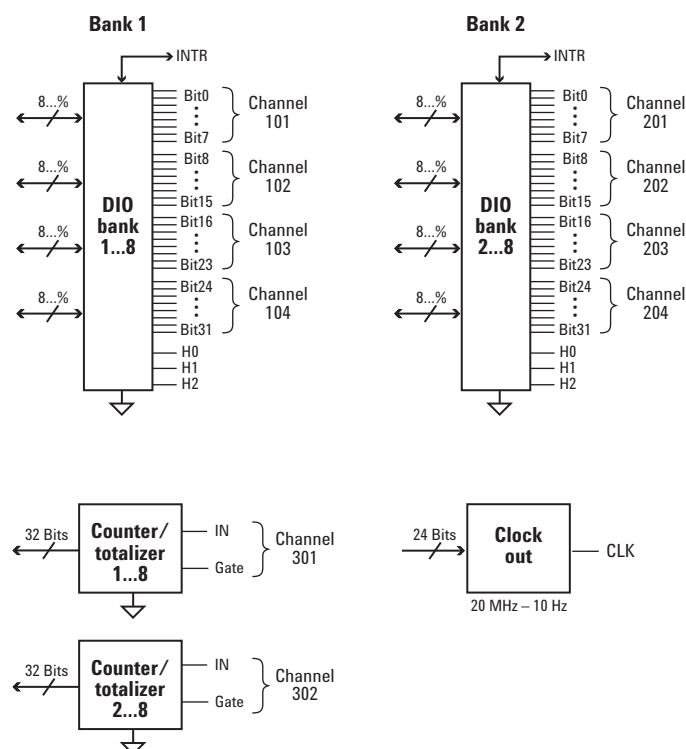 Bank 1
INTR
8...%
8...%
8...%
8...%
DIO
bank
1...8
Bit0
Bit7
Channel
101
Bit8
Bit15
Channel
102
Bit16
Bit23
Channel
103
Bit24
Bit31
Channel
104
H0
H1
H2
Bank 2
INTR
8...%
8...%
8...%
8...%
DIO
bank
2...8
Bit0
Bit7
Channel
201
Bit8
Bit15
Channel
202
Bit16
Bit23
Channel
203
Bit24
Bit31
Channel
204
H0
H1
H2
32 Bits
Counter/
totalizer
1...8
IN
Gate
Channel
301
24 Bits
Clock
out
CLK
20 MHz – 10 Hz
32 Bits
Counter/
totalizer
2...8
IN
Gate
Channel
302